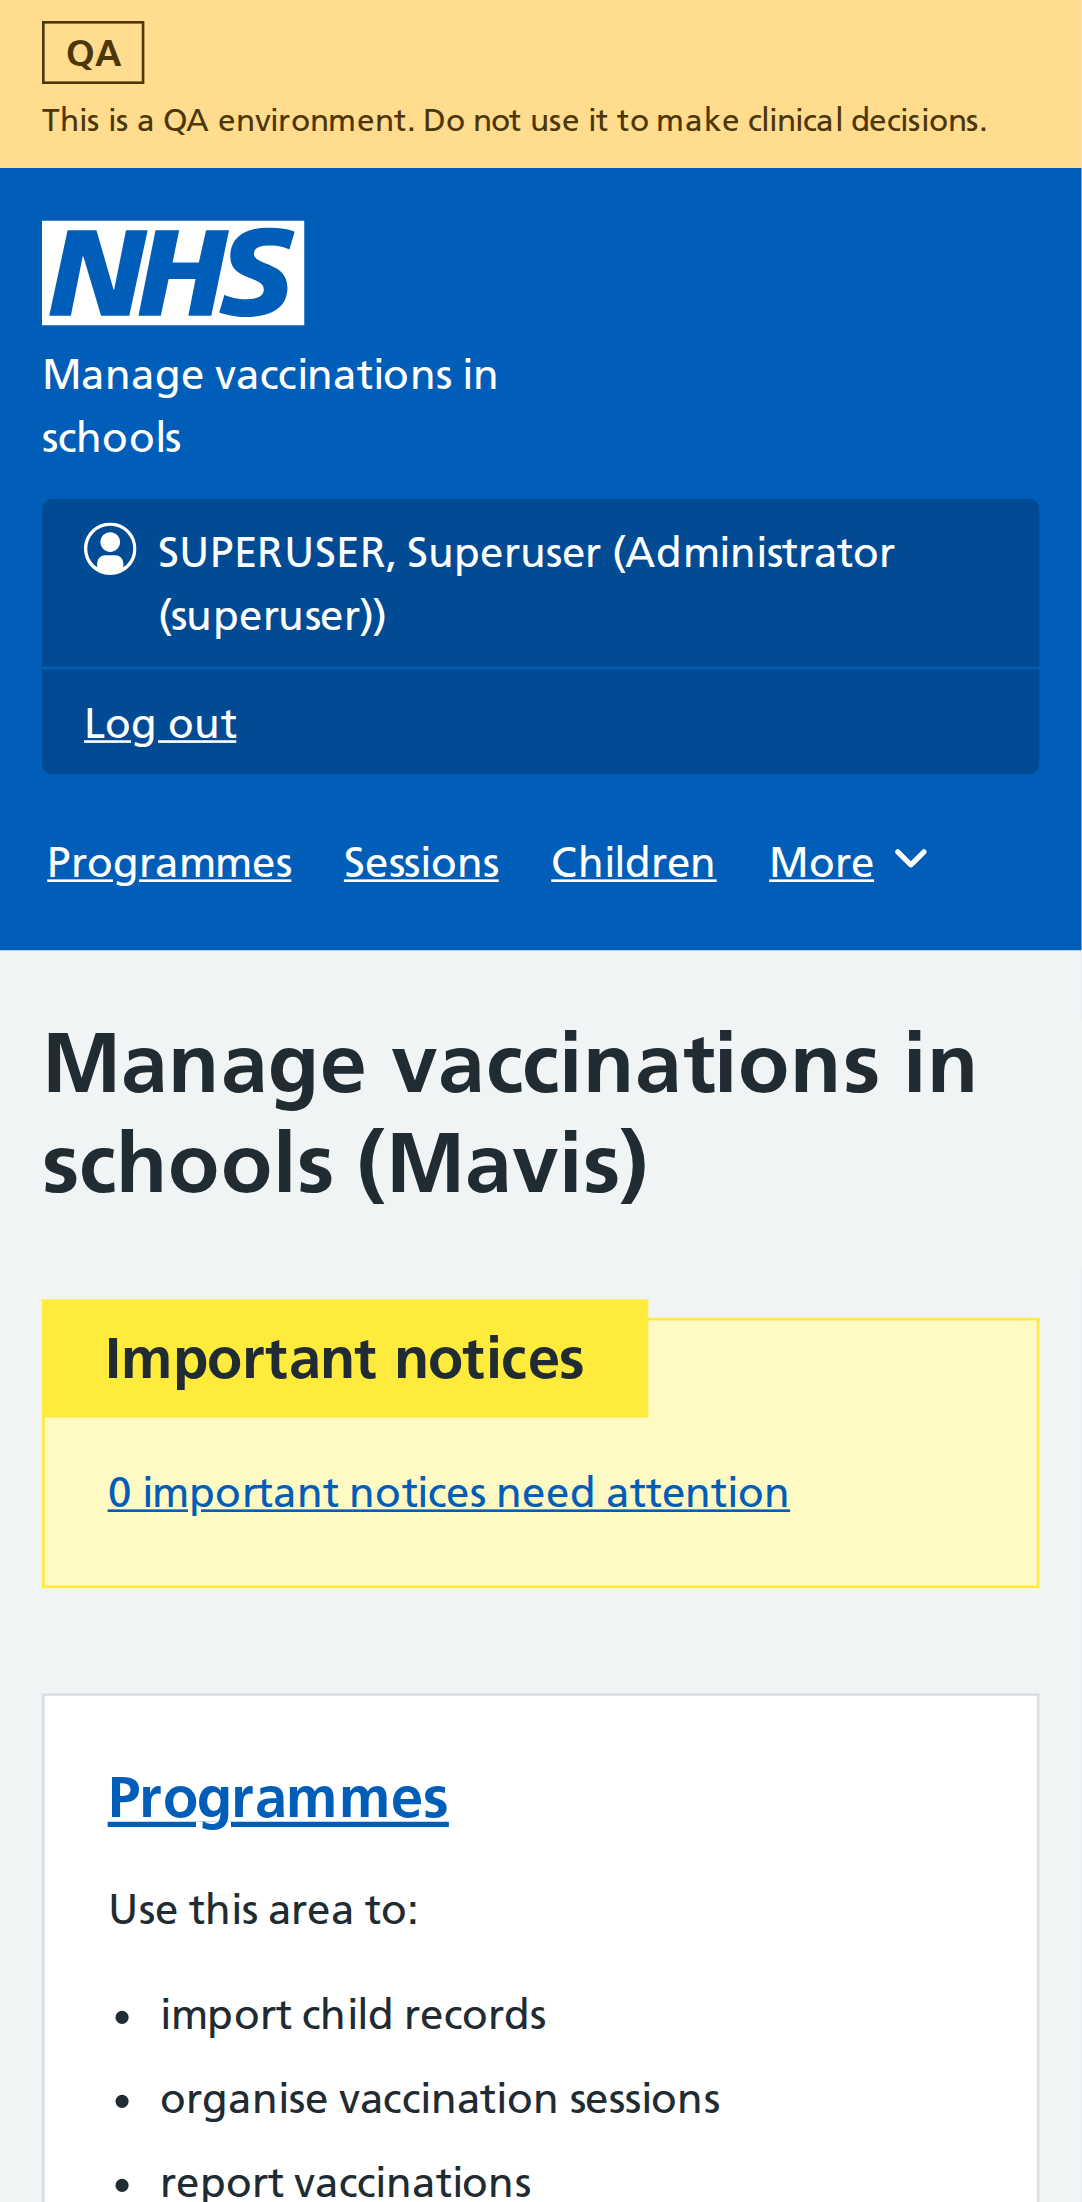 QA
This is a QA environment. Do not use it to make clinical decisions.
NHS
Manage vaccinations in
schools
SUPERUSER, Superuser (Administrator
(superuser))
Log out
Programmes Sessions Children More
Manage vaccinations in
schools (Mavis)
Important notices
0 important notices need attention
Programmes
Use this area to:
• import child records
• organise vaccination sessions
• report vaccinations